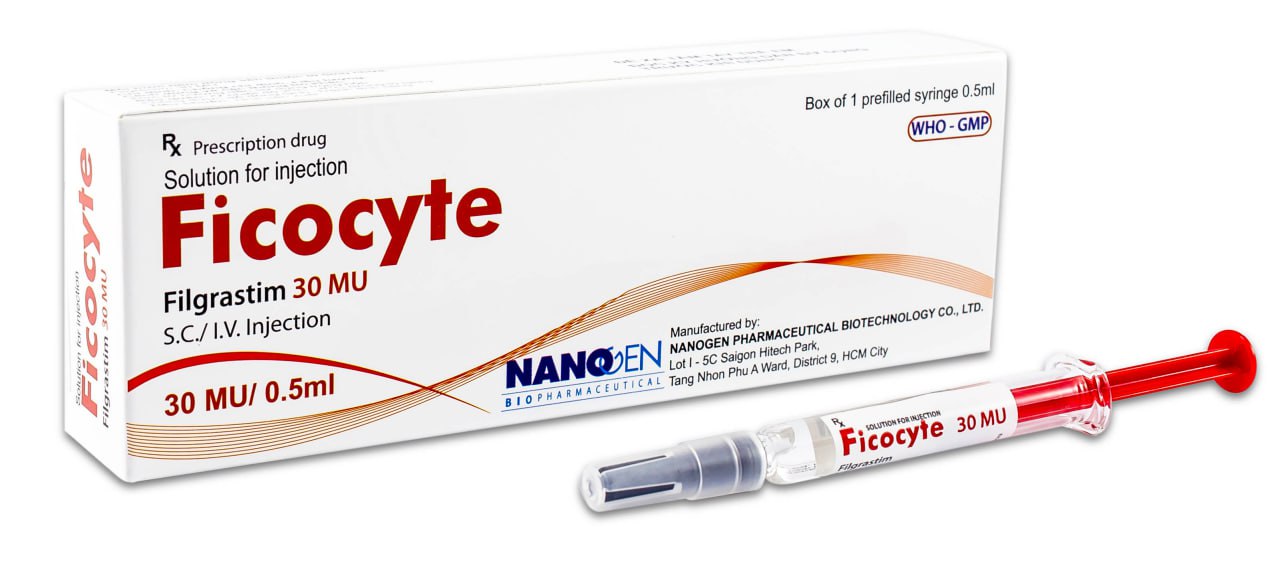 Box of 1 prefilled syringe 0.5ml
WHO - GMP
Rx Prescription drug
Solution for injection
Ficocyte
Filgrastim 30 MU
S.C./ I.V. Injection
30 MU/ 0.5ml
NANOGEN
BIOPHARMACEUTICAL
Manufactured by:
NANOGEN PHARMACEUTICAL BIOTECHNOLOGY CO., LTD.
Lot I - 5C Saigon Hitech Park,
Tang Nhon Phu A Ward, District 9, HCM City
Solution for injection
Ficocyte
Filgrastim 30 MU
Rx SOLUTION FOR INJECTION
Ficocyte 30 MU
Filgrastim